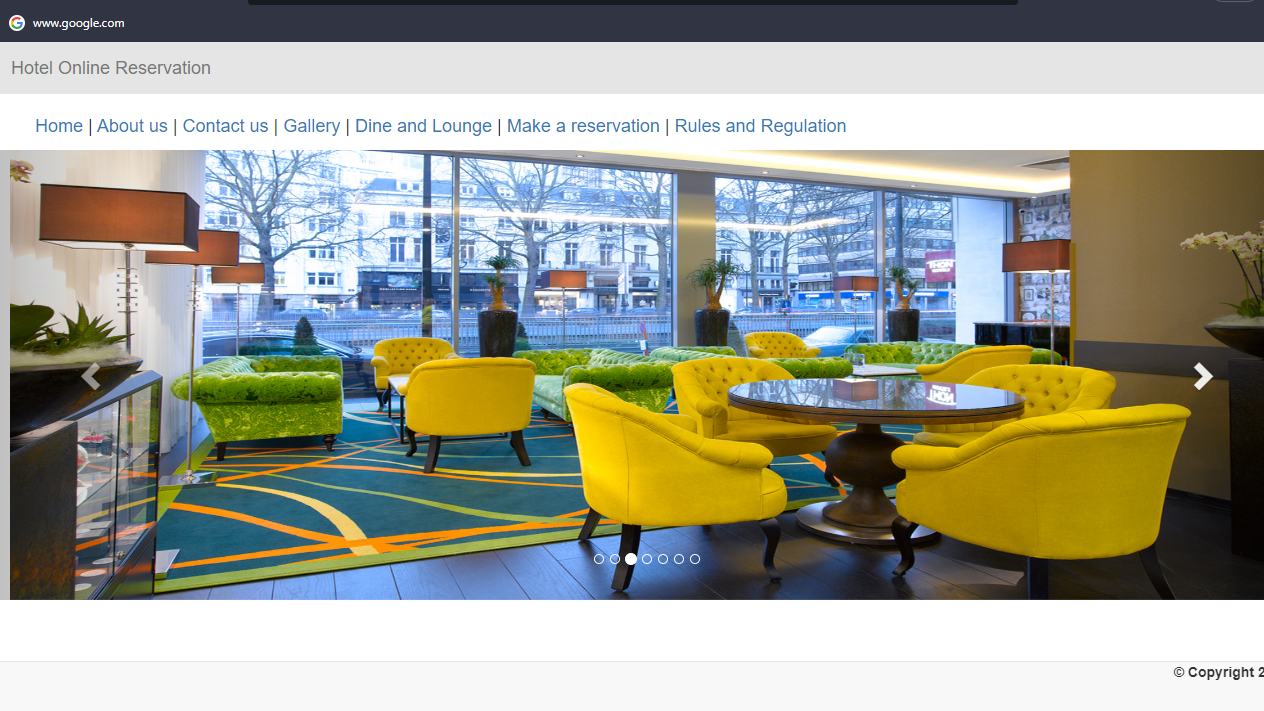 www.google.com
Hotel Online Reservation
Home | About us | Contact us | Gallery | Dine and Lounge | Make a reservation | Rules and Regulation
THON
© Copyright 2